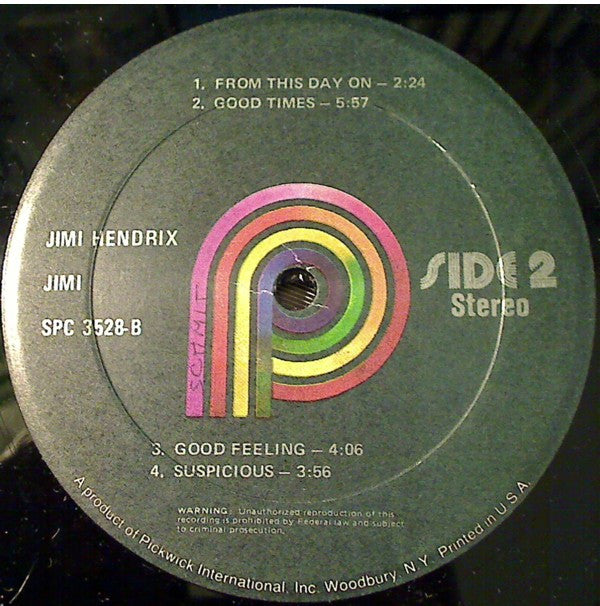 1. FROM THIS DAY ON – 2:24
2. GOOD TIMES – 5:57
JIMI HENDRIX
JIMI
SPC 3528-B
SIDE 2
Stereo
SCHMIT
3. GOOD FEELING – 4:06
4. SUSPICIOUS – 3:56
WARNING: Unauthorized reproduction of this
recording is prohibited by Federal law and subject
to criminal prosecution.
A product of Pickwick International, Inc. Woodbury, N.Y. Printed in U.S.A.